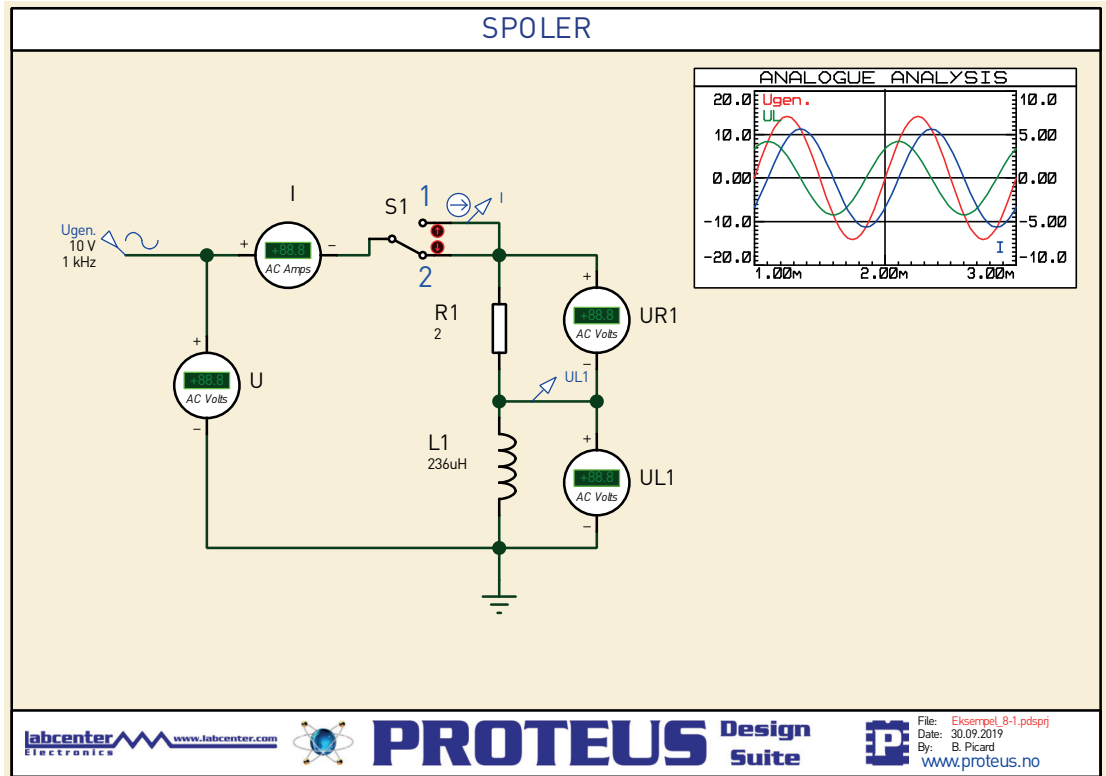 SPOLER
ANALOGUE ANALYSIS
20.0
10.0
0.00
-10.0
-20.0
Ugen.
UL
I
10.0
5.00
0.00
-5.00
-10.0
1.00m
2.00m
3.00m
Ugen.
10 V
1 kHz
I
+ +88.8 −
AC Amps
S1
1
2
I
+
+88.8
AC Volts
−
U
R1
2
+
+88.8
AC Volts
−
UR1
UL1
L1
236uH
+
+88.8
AC Volts
−
UL1
labcenter www.labcenter.com
Electronics
PROTEUS Design
Suite
P
File: Eksempel_8-1.pdsprj
Date: 30.09.2019
By: B. Picard
www.proteus.no